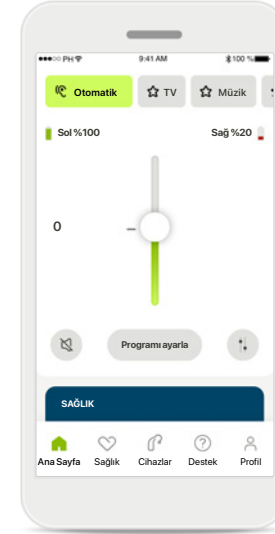 PH 9:41 AM 100 %
Otomatik TV Müzik
Sol %100 Sağ %20
0
Programı ayarla
SAĞLIK
Ana Sayfa Sağlık Cihazlar Destek Profil